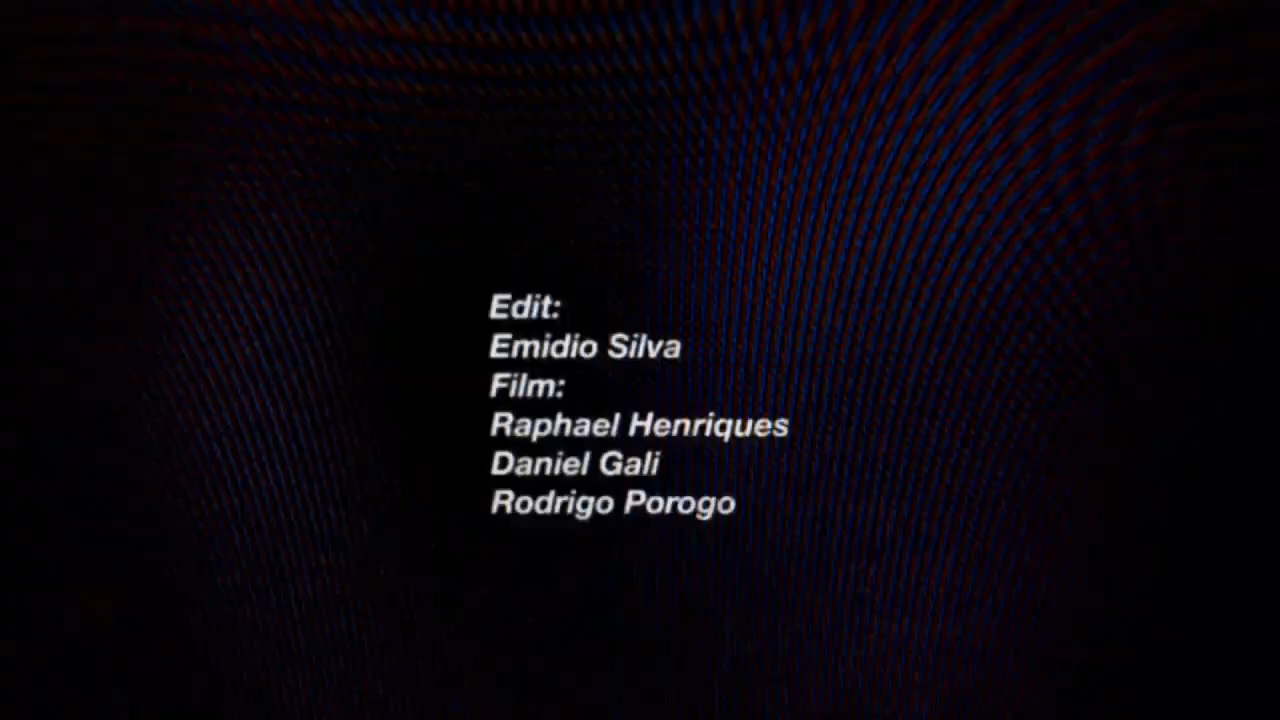 Edit:
Emidio Silva
Film:
Raphael Henriques
Daniel Gali
Rodrigo Porogo